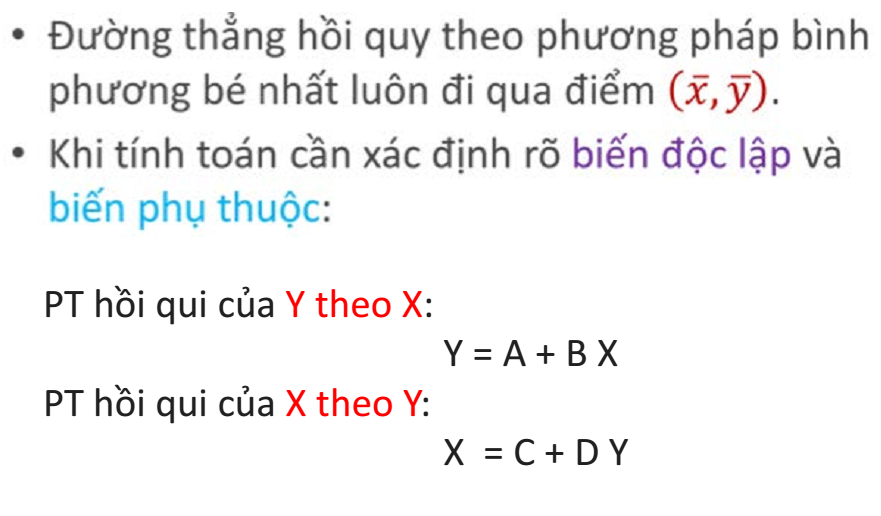 • Đường thẳng hồi quy theo phương pháp bình
phương bé nhất luôn đi qua điểm (x̄, ȳ).
• Khi tính toán cần xác định rõ biến độc lập và
biến phụ thuộc:
PT hồi qui của Y theo X:
Y = A + B X
PT hồi qui của X theo Y:
X = C + D Y